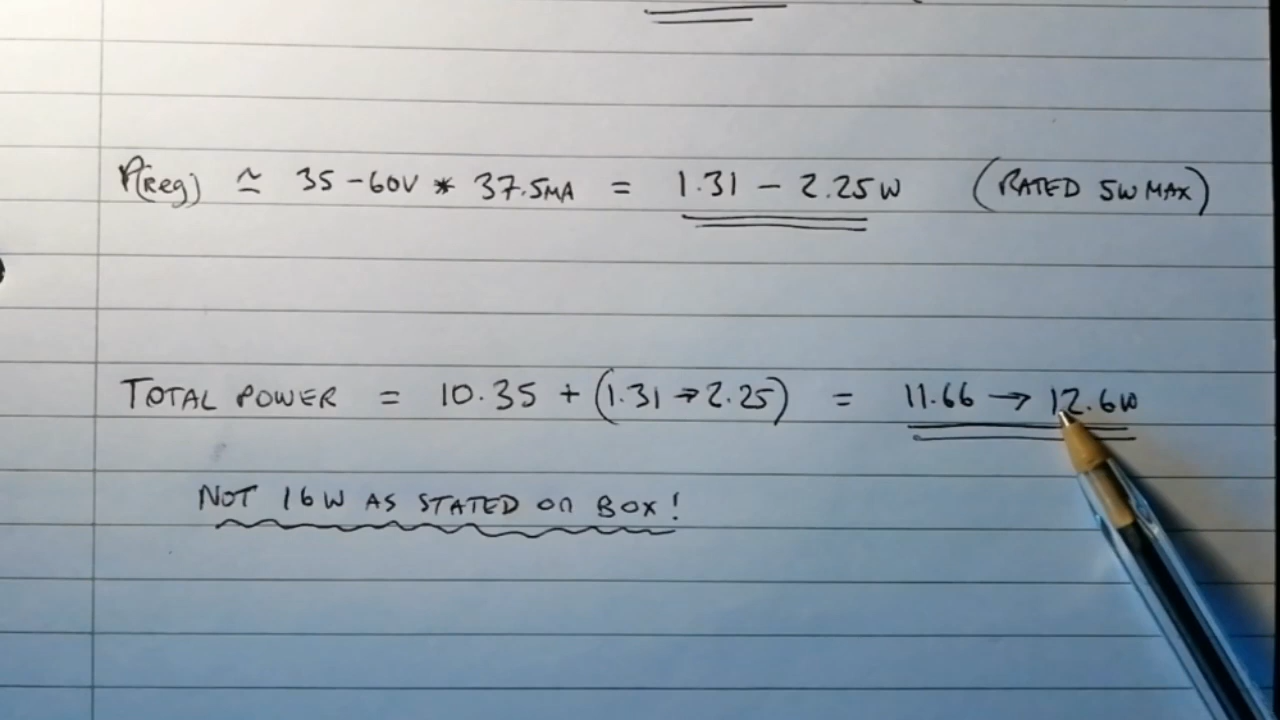 P(Reg) ≃ 35-60V * 37.5MA = 1.31 - 2.25W (RATED 5W MAX)
TOTAL POWER = 10.35 + (1.31 → 2.25) = 11.66 → 12.6W
NOT 16W AS STATED ON BOX!